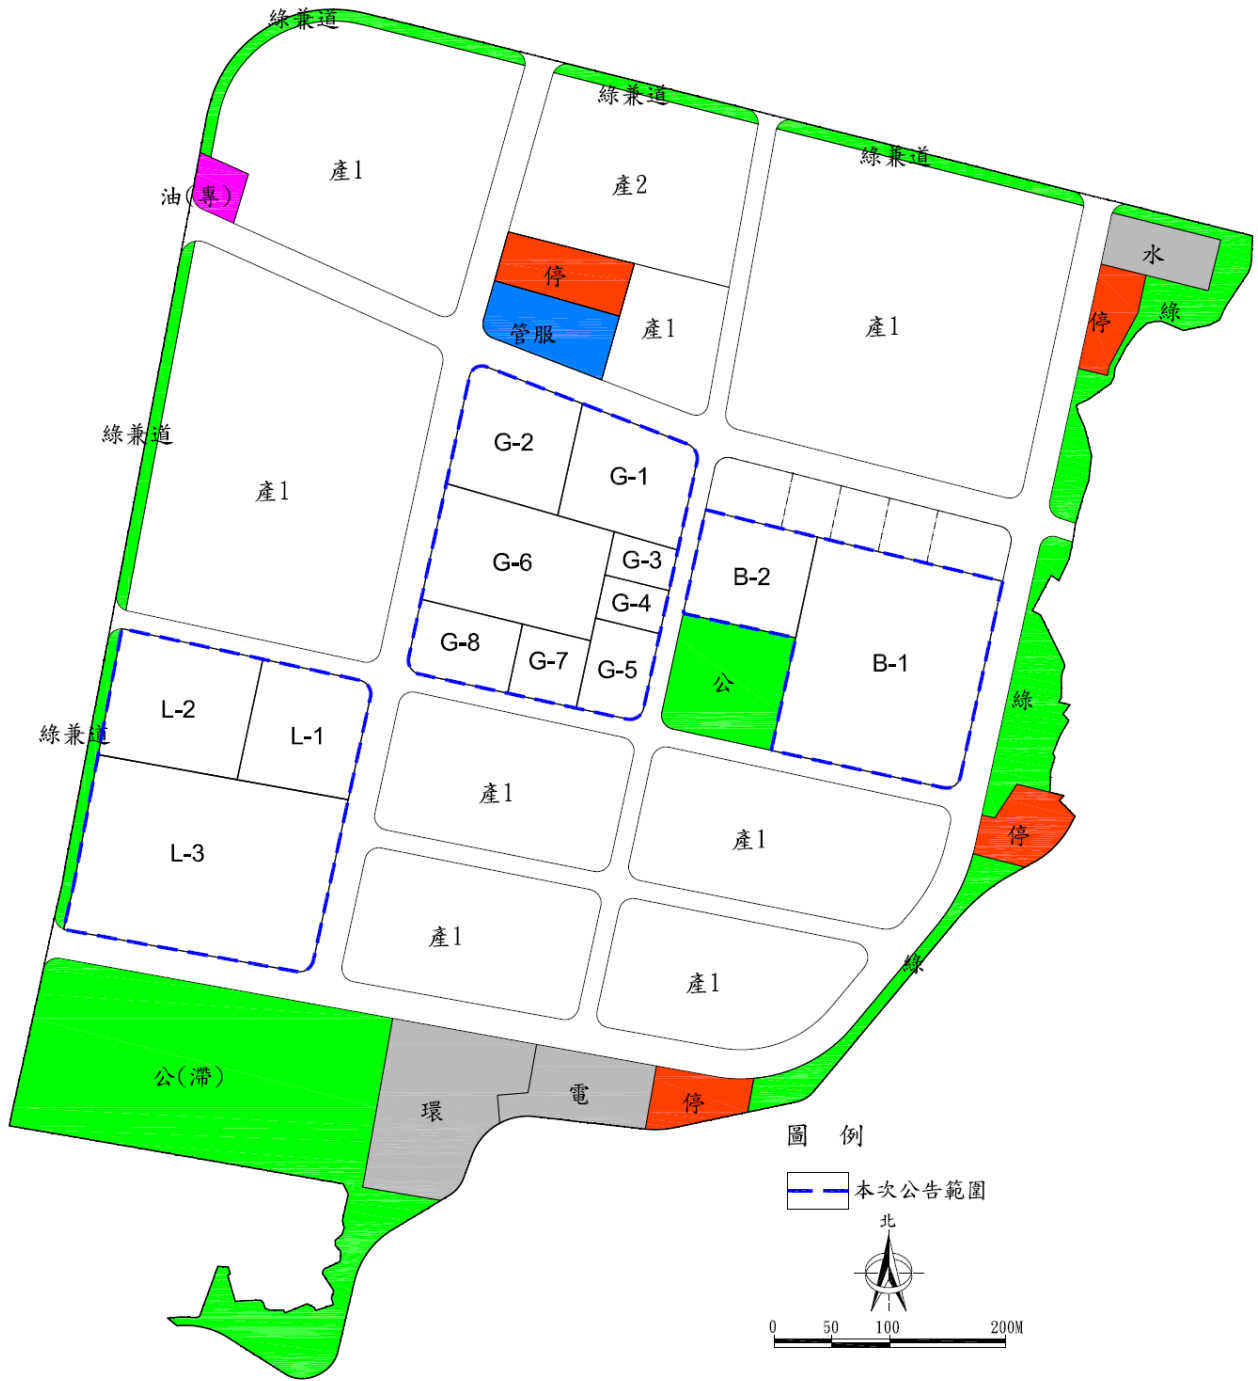 綠兼道
綠兼道
綠兼道
產1
產2
油(專)
水
停
綠
停
產1
產1
管服
綠兼道
產1
G-2
G-1
G-6
G-3
G-4
G-8
G-7
G-5
B-2
B-1
公
綠
L-2
L-1
綠兼道
L-3
產1
產1
停
產1
產1
綠
公(滯)
環
電
停
圖 例
本次公告範圍
北
0 50 100 200M